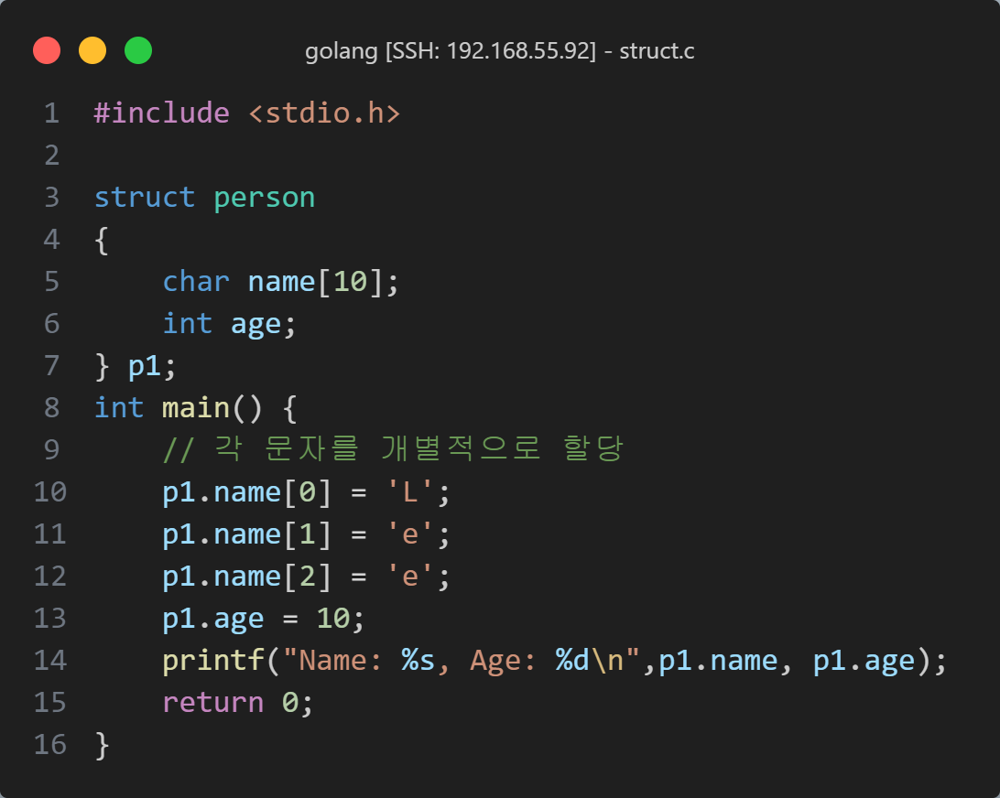 golang [SSH: 192.168.55.92] - struct.c
1 #include <stdio.h>
2
3 struct person
4 {
5     char name[10];
6     int age;
7 } p1;
8 int main() {
9     // 각 문자를 개별적으로 할당
10     p1.name[0] = 'L';
11     p1.name[1] = 'e';
12     p1.name[2] = 'e';
13     p1.age = 10;
14     printf("Name: %s, Age: %d\n",p1.name, p1.age);
15     return 0;
16 }